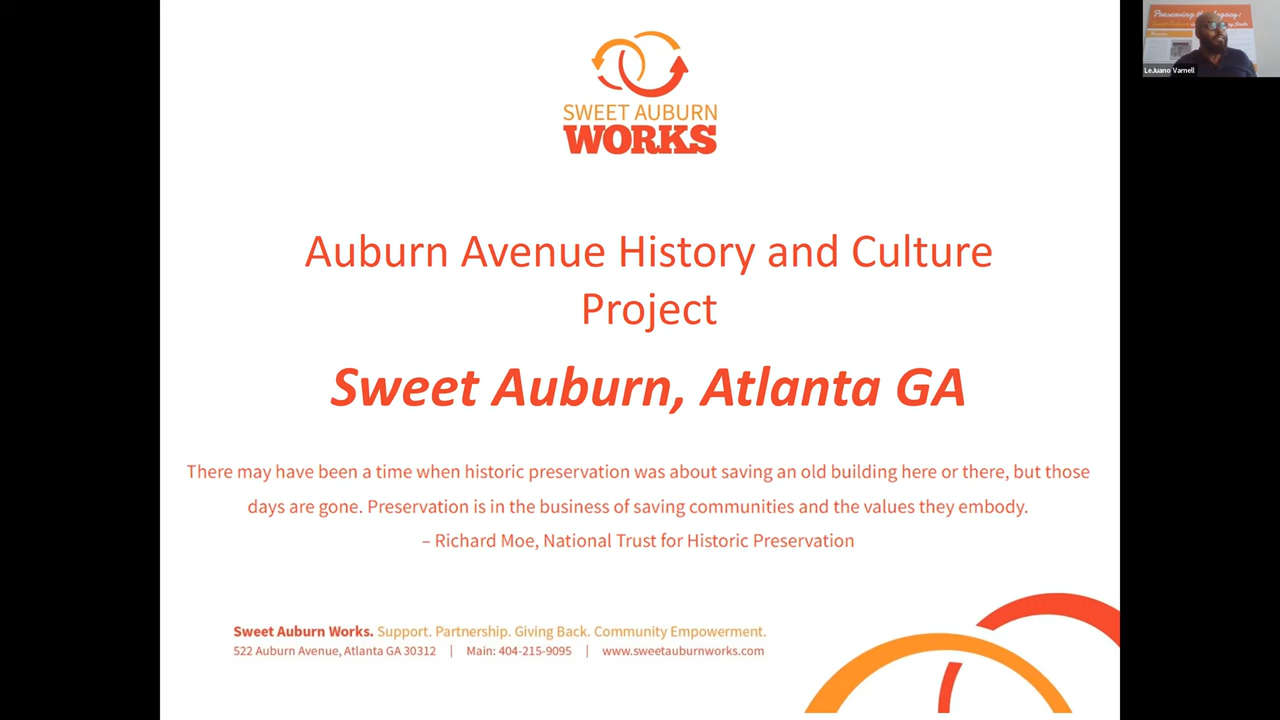 SWEET AUBURN
WORKS
Auburn Avenue History and Culture
Project
Sweet Auburn, Atlanta GA
There may have been a time when historic preservation was about saving an old building here or there, but those
days are gone. Preservation is in the business of saving communities and the values they embody.
– Richard Moe, National Trust for Historic Preservation
Sweet Auburn Works. Support. Partnership. Giving Back. Community Empowerment.
522 Auburn Avenue, Atlanta GA 30312 | Main: 404-215-9095 | www.sweetauburnworks.com
Preserving the Legacy:
LeJuano Varnell